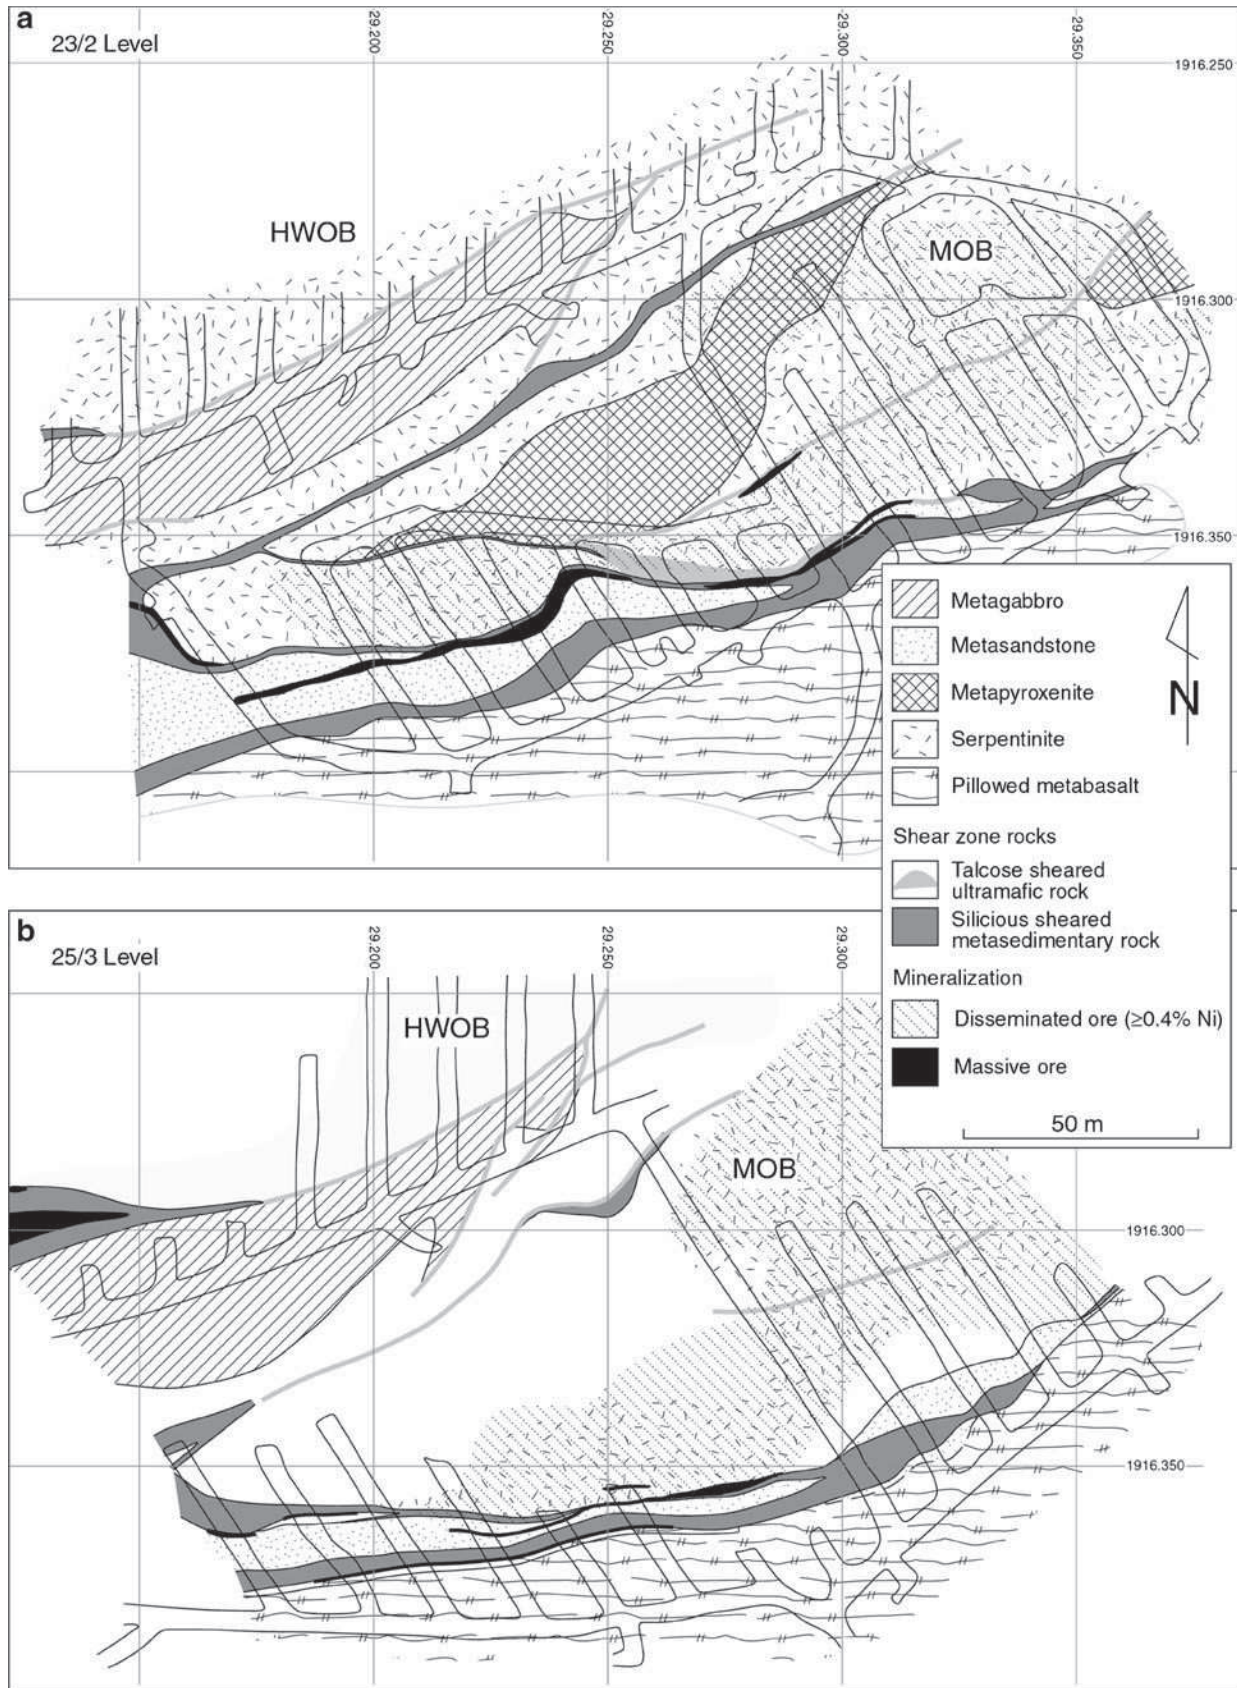 a
23/2 Level
29.200
29.250
29.300
29.350
1916.250
HWOB
MOB
1916.300
1916.350
Metagabbro
Metasandstone
Metapyroxenite
Serpentinite
Pillowed metabasalt
N
Shear zone rocks
Talcose sheared
ultramafic rock
Silicious sheared
metasedimentary rock
Mineralization
Disseminated ore (≥0.4% Ni)
Massive ore
50 m
b
25/3 Level
29.200
29.250
29.300
HWOB
MOB
1916.300
1916.350